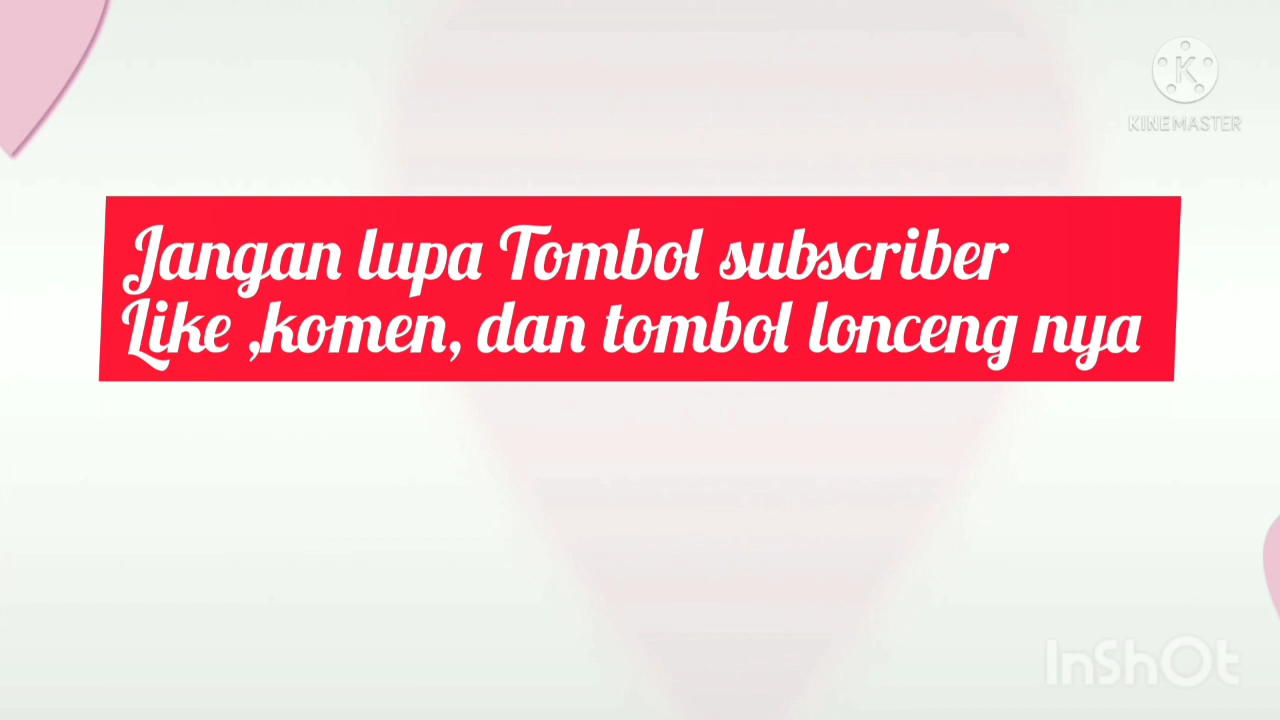 KINEMASTER
Jangan lupa Tombol subscriber
Like ,komen, dan tombol lonceng nya
InShOt